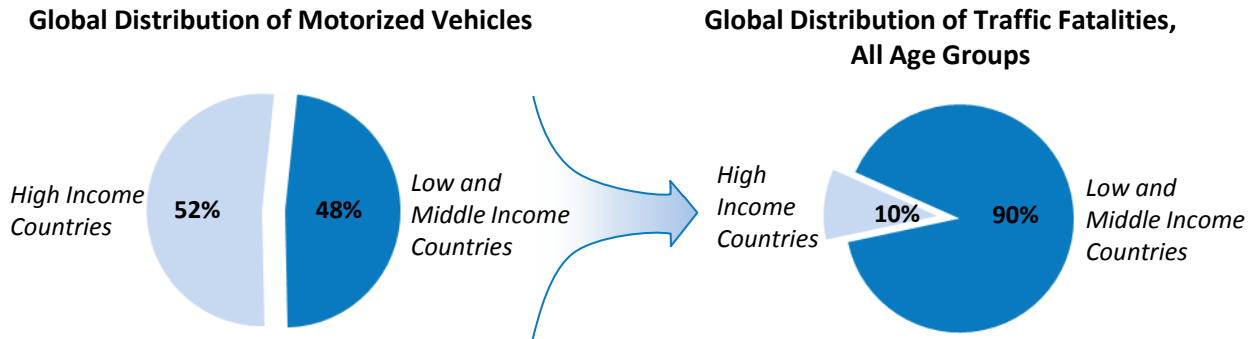 Global Distribution of Motorized Vehicles
High Income
Countries
52%
48%
Low and
Middle Income
Countries
Global Distribution of Traffic Fatalities,
All Age Groups
High
Income
Countries
10%
90%
Low and
Middle Income
Countries